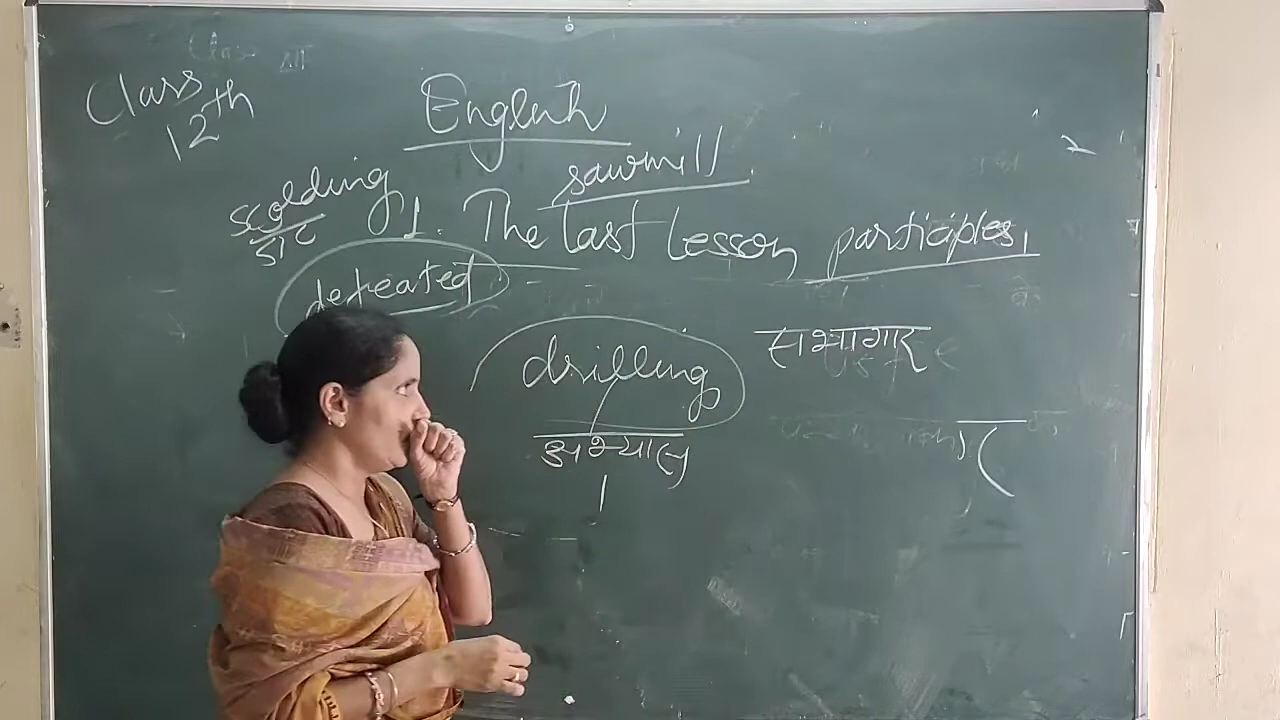 Class
12th
English
scolding
डांट
sawmill
1. The last lesson participles
defeated
drilling
सभागार
अभ्यास